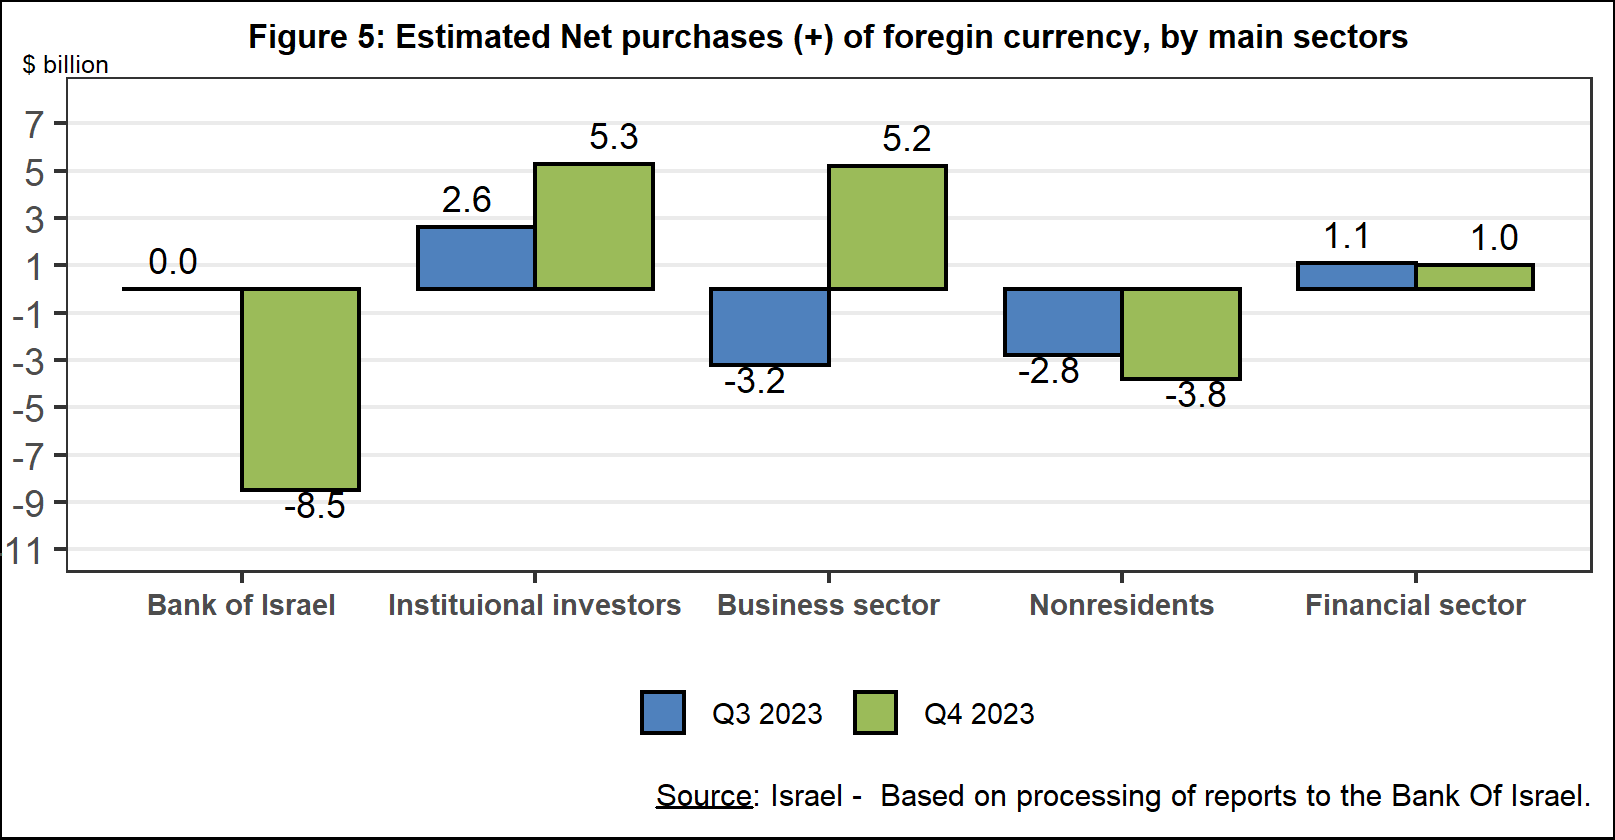 Figure 5: Estimated Net purchases (+) of foregin currency, by main sectors
$ billion
7
5
3
1
-1
-3
-5
-7
-9
11
0.0
-8.5
2.6
5.3
-3.2
5.2
-2.8
-3.8
1.1
1.0
Bank of Israel
Instituional investors
Business sector
Nonresidents
Financial sector
Q3 2023
Q4 2023
Source: Israel -  Based on processing of reports to the Bank Of Israel.